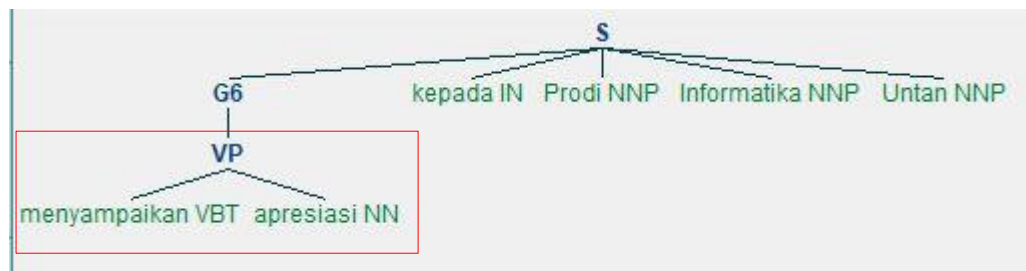 S
G6 kepada IN Prodi NNP Informatika NNP Untan NNP
VP
menyampaikan VBT apresiasi NN